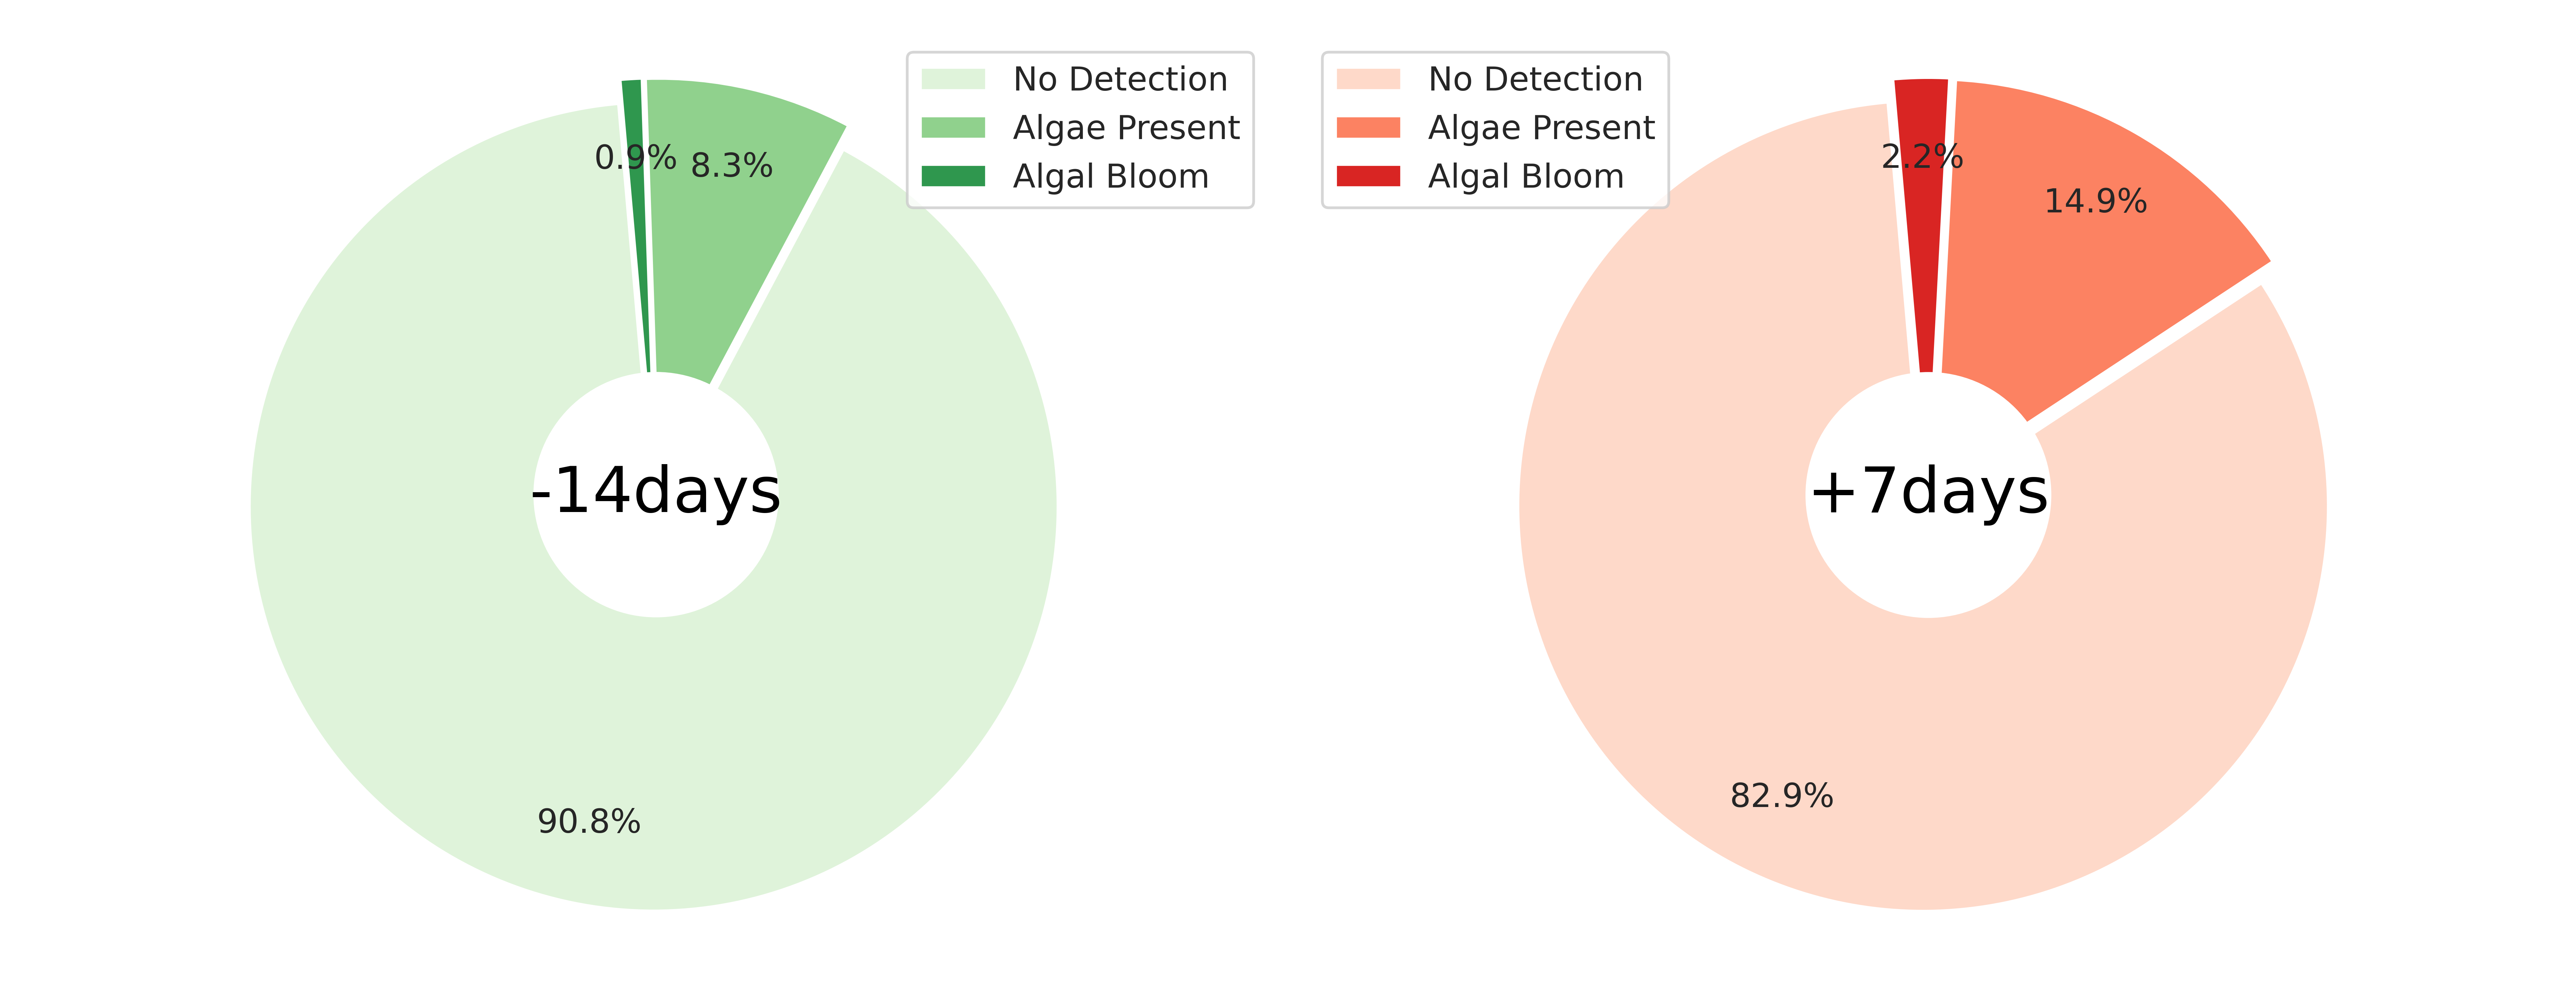 No Detection
Algae Present
Algal Bloom
0.9%
8.3%
-14days
90.8%
No Detection
Algae Present
Algal Bloom
2.2%
14.9%
+7days
82.9%